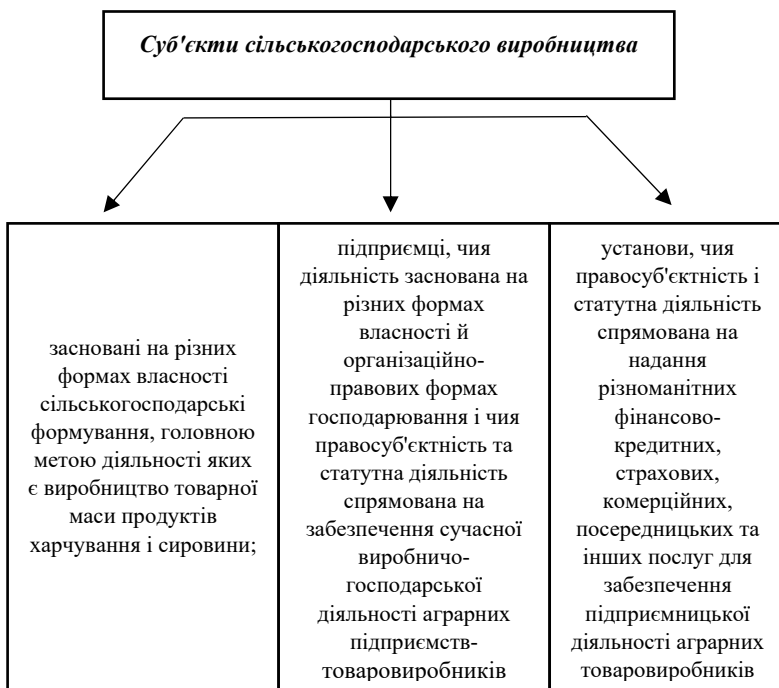 Суб'єкти сільськогосподарського виробництва
засновані на різних
формах власності
сільськогосподарські
формування, головною
метою діяльності яких
є виробництво товарної
маси продуктів
харчування і сировини;
підприємці, чия
діяльність заснована на
різних формах
власності й
організаційно-
правових формах
господарювання і чия
правосуб'єктність та
статутна діяльність
спрямована на
забезпечення сучасної
виробничо-
господарської
діяльності аграрних
підприємств-
товаровиробників
установи, чия
правосуб'єктність і
статутна діяльність
спрямована на
надання
різноманітних
фінансово-
кредитних,
страхових,
комерційних,
посередницьких та
інших послуг для
забезпечення
підприємницької
діяльності аграрних
товаровиробників